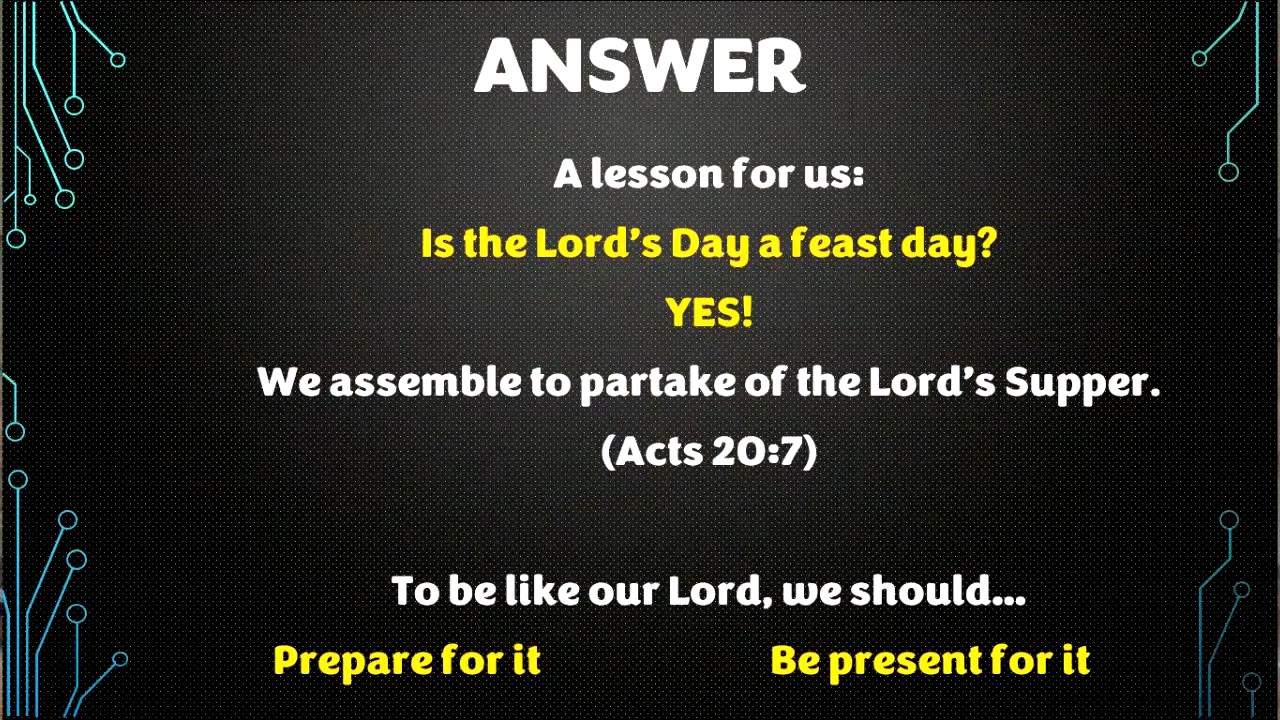 ANSWER
A lesson for us:
Is the Lord's Day a feast day?
YES!
We assemble to partake of the Lord's Supper.
(Acts 20:7)
To be like our Lord, we should...
Prepare for it
Be present for it